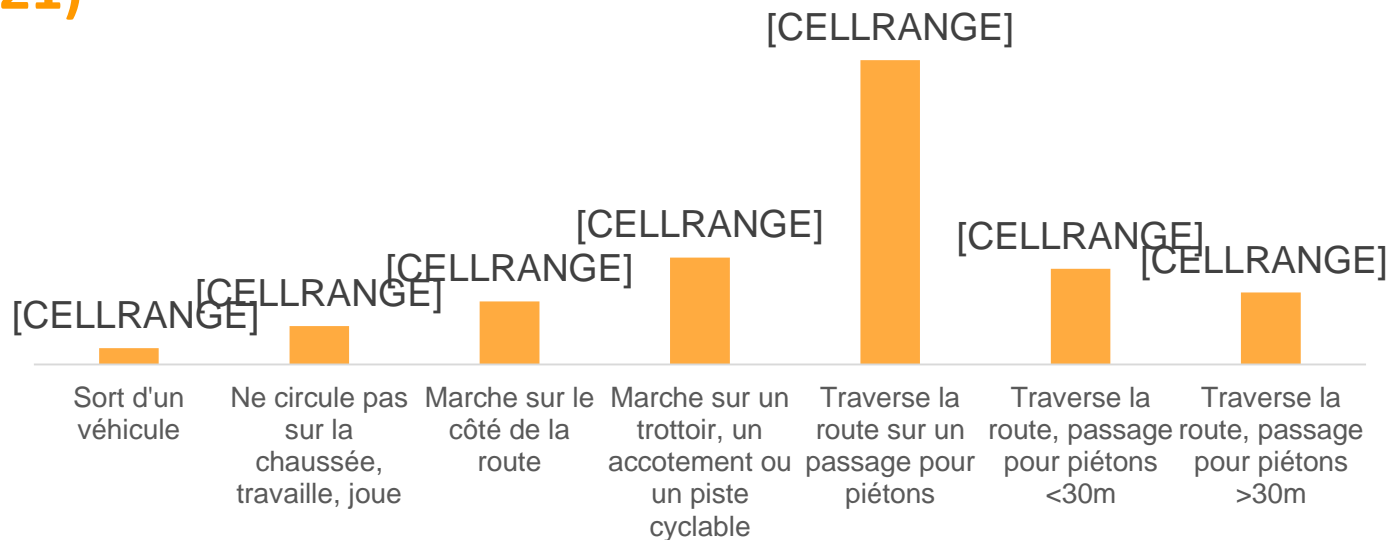 21)
[CELLRANGE]
[CELLRANGE]
[CELLRANGE]
[CELLRANGE]
[CELLRANGE]
[CELLRANGE]
[CELLRANGE]
Sort d'un
véhicule
Ne circule pas
sur la
chaussée,
travaille, joue
Marche sur le
côté de la
route
Marche sur un
trottoir, un
accotement ou
un piste
cyclable
Traverse la
route sur un
passage pour
piétons
Traverse la
route, passage
pour piétons
<30m
Traverse la
route, passage
pour piétons
>30m